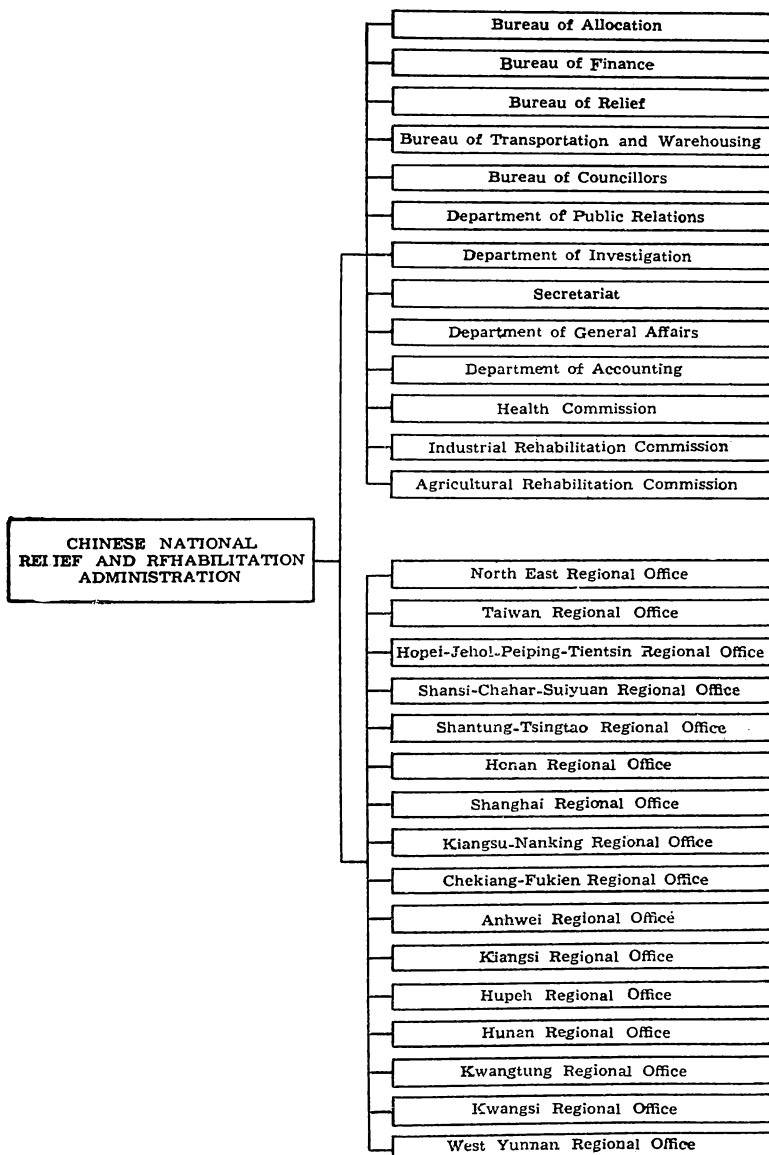 Bureau of Allocation
Bureau of Finance
Bureau of Relief
Bureau of Transportation and Warehousing
Bureau of Councillors
Department of Public Relations
Department of Investigation
Secretariat
Department of General Affairs
Department of Accounting
Health Commission
Industrial Rehabilitation Commission
Agricultural Rehabilitation Commission
CHINESE NATIONAL
RELIEF AND REHABILITATION
ADMINISTRATION
North East Regional Office
Taiwan Regional Office
Hopei-Jehol-Peiping-Tientsin Regional Office
Shansi-Chahar-Suiyuan Regional Office
Shantung-Tsingtao Regional Office
Honan Regional Office
Shanghai Regional Office
Kiangsu-Nanking Regional Office
Chekiang-Fukien Regional Office
Anhwei Regional Office
Kiangsi Regional Office
Hupeh Regional Office
Hunan Regional Office
Kwangtung Regional Office
Kwangsi Regional Office
West Yunnan Regional Office